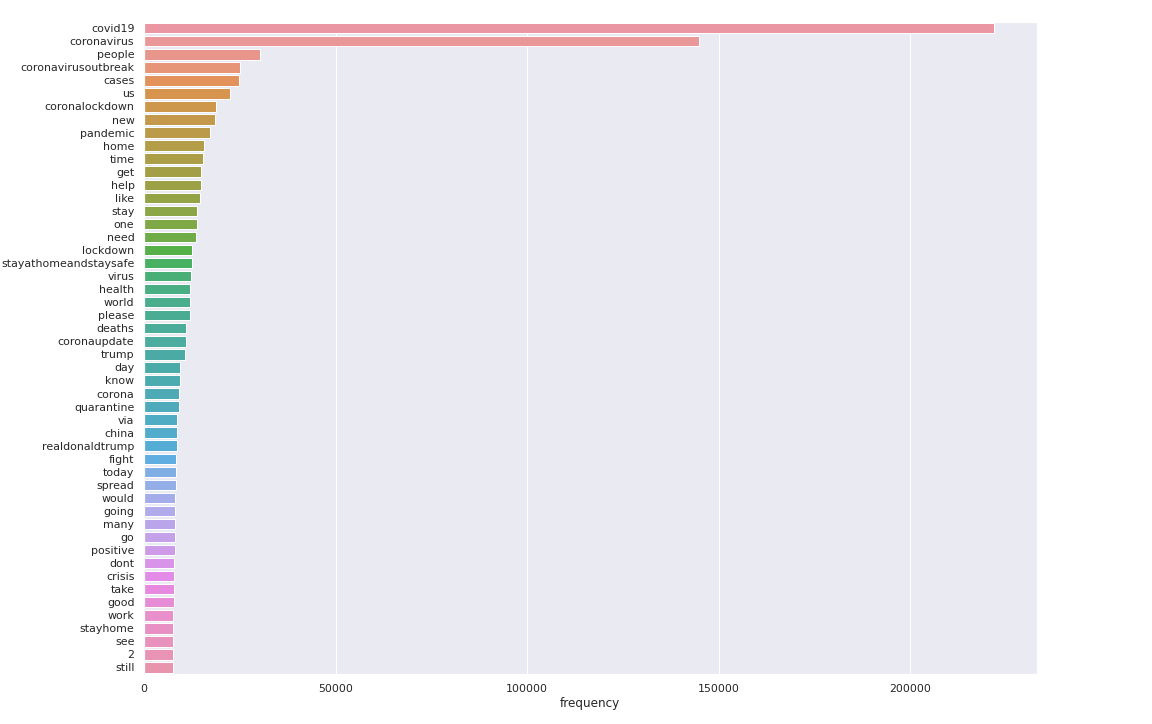 covid19
coronavirus
people
coronavirusoutbreak
cases
us
coronalockdown
new
pandemic
home
time
get
help
like
stay
one
need
lockdown
stayathomeandstaysafe
virus
health
world
please
deaths
coronaupdate
trump
day
know
corona
quarantine
via
china
realdonaldtrump
fight
today
spread
would
going
many
go
positive
dont
crisis
take
good
work
stayhome
see
2
still
0 50000 100000 150000 200000
frequency